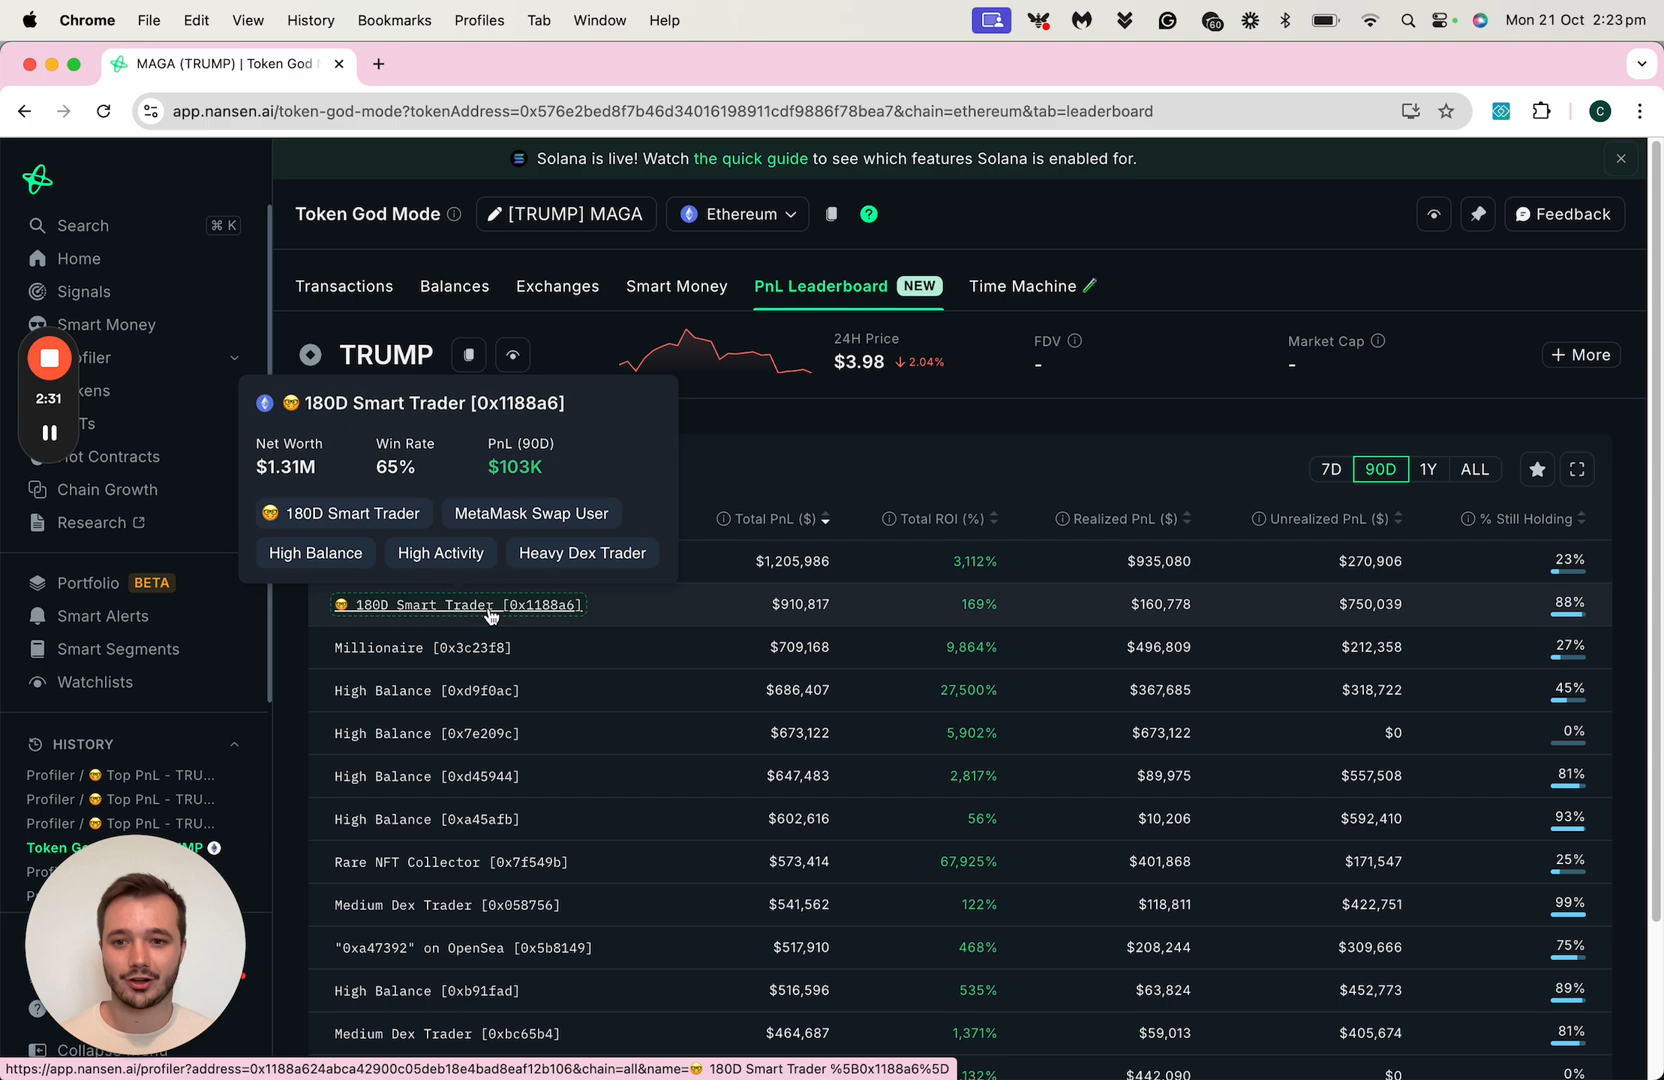 Chrome File Edit View History Bookmarks Profiles Tab Window Help 60 Mon 21 Oct 2:23pm
MAGA (TRUMP) | Token God
app.nansen.ai/token-god-mode?tokenAddress=0x576e2bed8f7b46d34016198911cdf9886f78bea7&chain=ethereum&tab=leaderboard C
Solana is live! Watch the quick guide to see which features Solana is enabled for.
Token God Mode [TRUMP] MAGA Ethereum ? Feedback
Search ⌘ K
Home
Signals
Smart Money
ofiler
kens
Ts
ot Contracts
Chain Growth
Research
Portfolio BETA
Smart Alerts
Smart Segments
Watchlists
HISTORY
Profiler / 🤓 Top PnL - TRU...
Profiler / 🤓 Top PnL - TRU...
Profiler / 🤓 Top PnL - TRU...
Token G MP
2:31
Transactions Balances Exchanges Smart Money PnL Leaderboard NEW Time Machine
TRUMP
24H Price
$3.98 ↓ 2.04%
FDV
-
Market Cap
-
+ More
🤓 180D Smart Trader [0x1188a6]
Net Worth Win Rate PnL (90D)
$1.31M 65% $103K
🤓 180D Smart Trader MetaMask Swap User
High Balance High Activity Heavy Dex Trader
7D 90D 1Y ALL
Total PnL ($) Total ROI (%) Realized PnL ($) Unrealized PnL ($) % Still Holding
$1,205,986 3,112% $935,080 $270,906 23%
🤓 180D Smart Trader [0x1188a6] $910,817 169% $160,778 $750,039 88%
Millionaire [0x3c23f8] $709,168 9,864% $496,809 $212,358 27%
High Balance [0xd9f0ac] $686,407 27,500% $367,685 $318,722 45%
High Balance [0x7e209c] $673,122 5,902% $673,122 $0 0%
High Balance [0xd45944] $647,483 2,817% $89,975 $557,508 81%
High Balance [0xa45afb] $602,616 56% $10,206 $592,410 93%
Rare NFT Collector [0x7f549b] $573,414 67,925% $401,868 $171,547 25%
Medium Dex Trader [0x058756] $541,562 122% $118,811 $422,751 99%
"0xa47392" on OpenSea [0x5b8149] $517,910 468% $208,244 $309,666 75%
High Balance [0xb91fad] $516,596 535% $63,824 $452,773 89%
Medium Dex Trader [0xbc65b4] $464,687 1,371% $59,013 $405,674 81%
132% $442,090 $0 0%
https://app.nansen.ai/profiler?address=0x1188a624abca42900c05deb18e4bad8eaf12b106&chain=all&name=🤓 180D Smart Trader %5B0x1188a6%5D